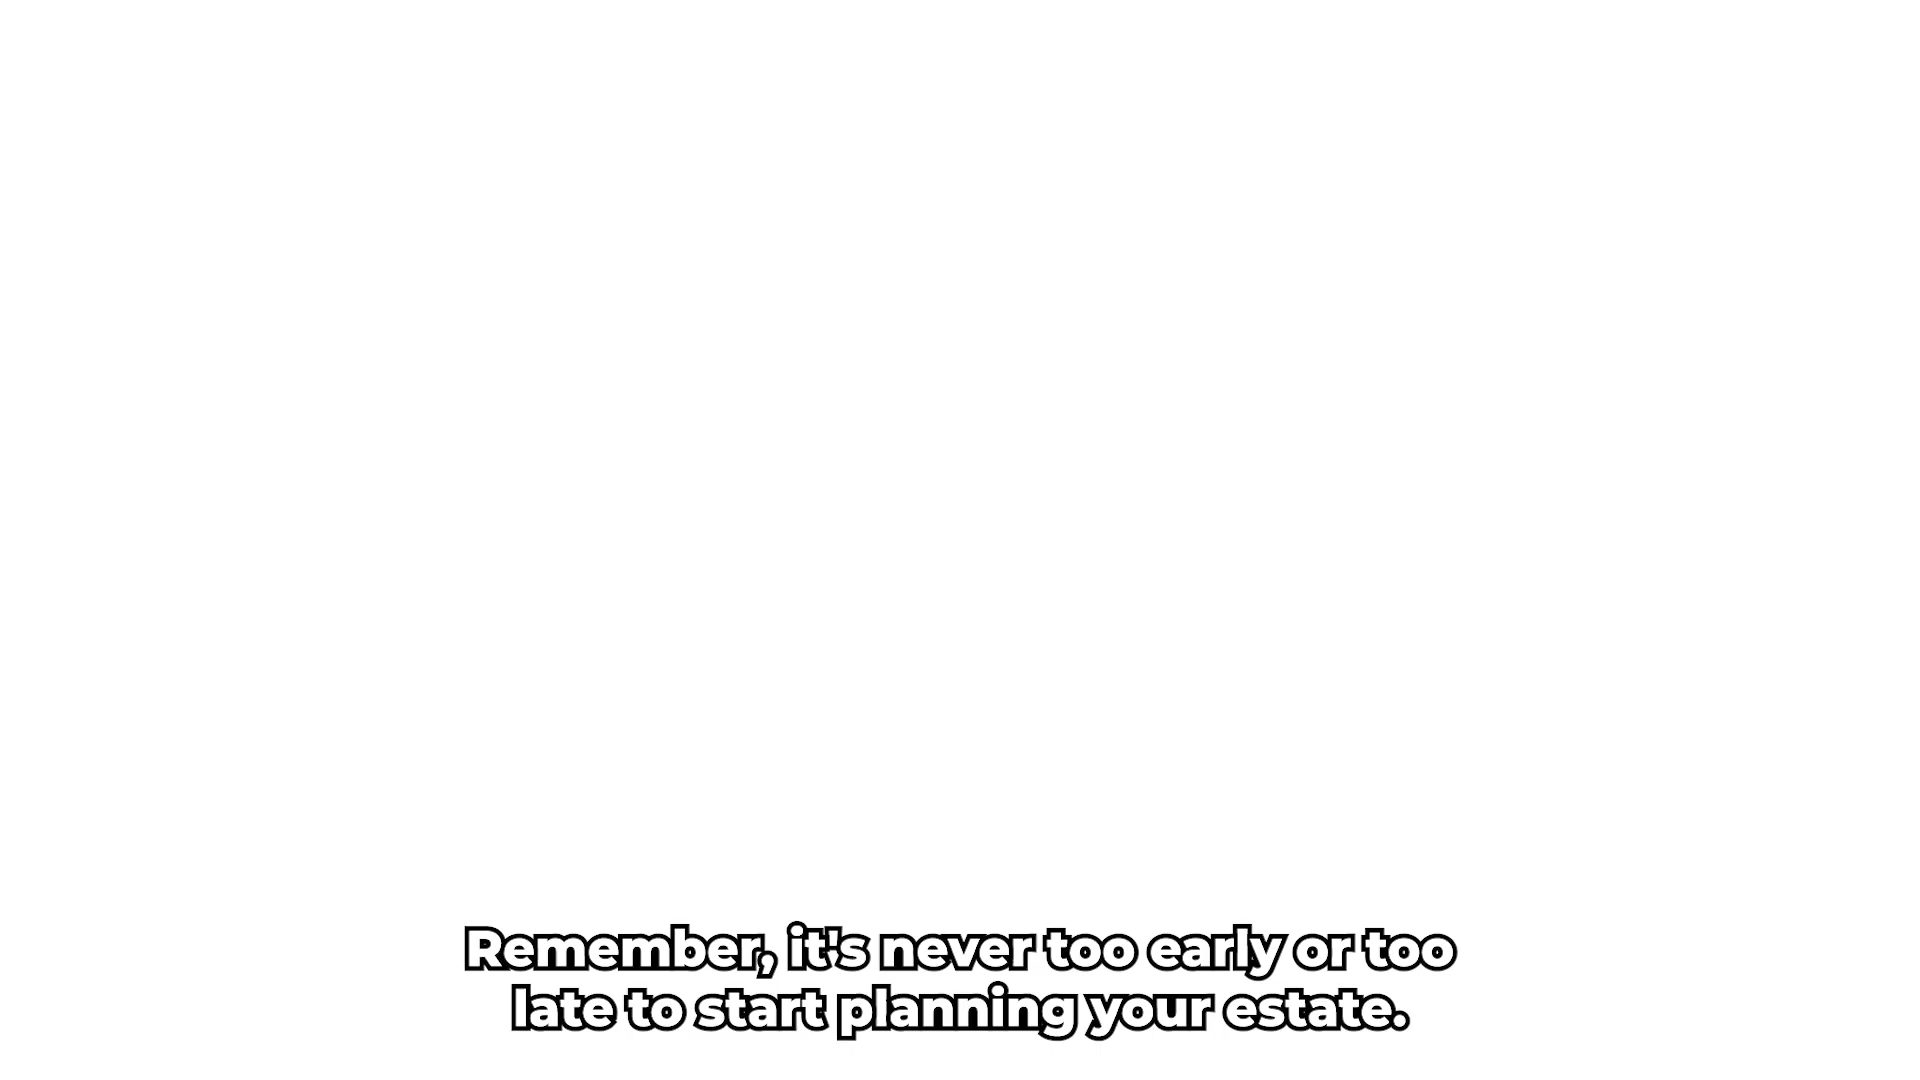 Remember, it's never too early or too
late to start planning your estate.